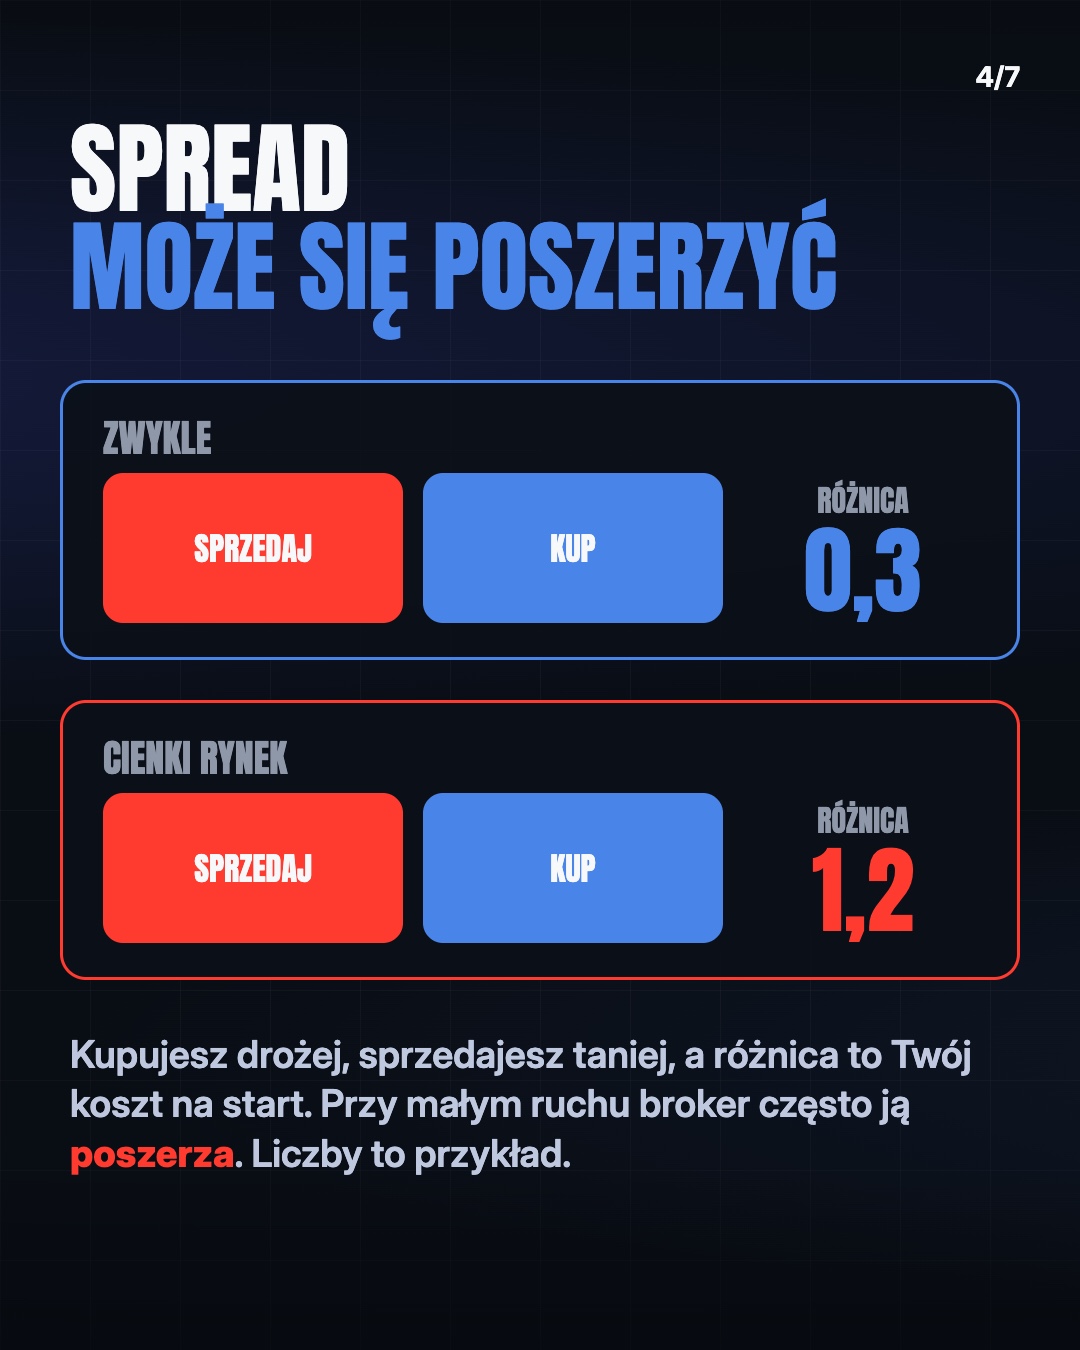 4/7
SPREAD
MOŻE SIĘ POSZERZYĆ
ZWYKLE
SPRZEDAJ
KUP
RÓŻNICA
0,3
CIENKI RYNEK
SPRZEDAJ
KUP
RÓŻNICA
1,2
Kupujesz drożej, sprzedajesz taniej, a różnica to Twój
koszt na start. Przy małym ruchu broker często ją
poszerza. Liczby to przykład.